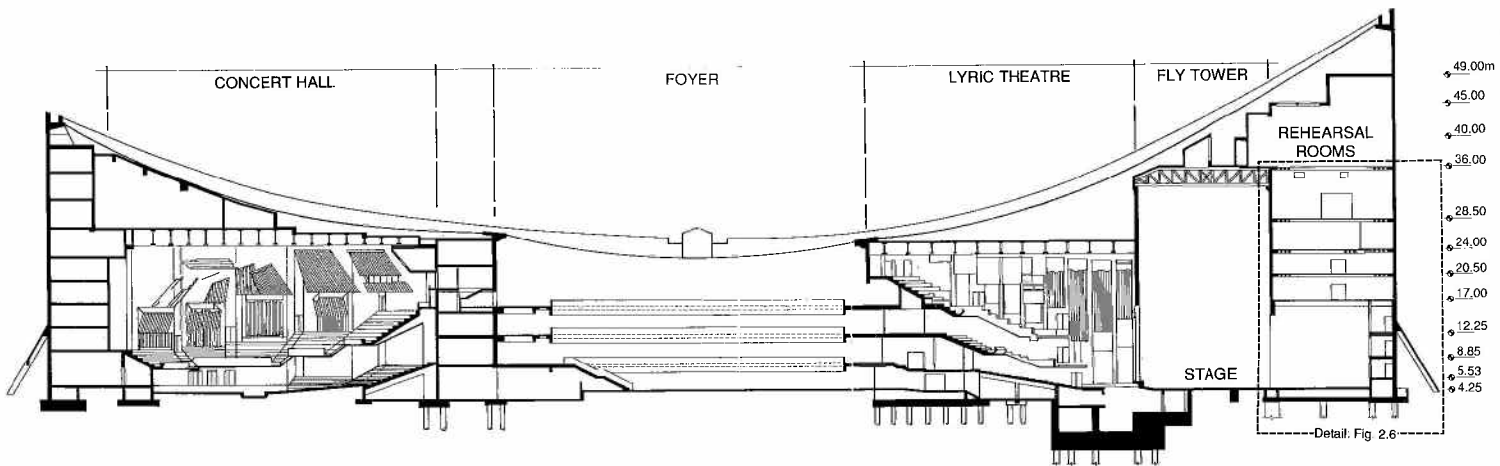 CONCERT HALL
FOYER
LYRIC THEATRE
FLY TOWER
49.00m
45.00
REHEARSAL
ROOMS
40.00
36.00
28.50
24.00
20.50
17.00
12.25
8.85
STAGE
5.53
4.25
Detail: Fig. 2.6